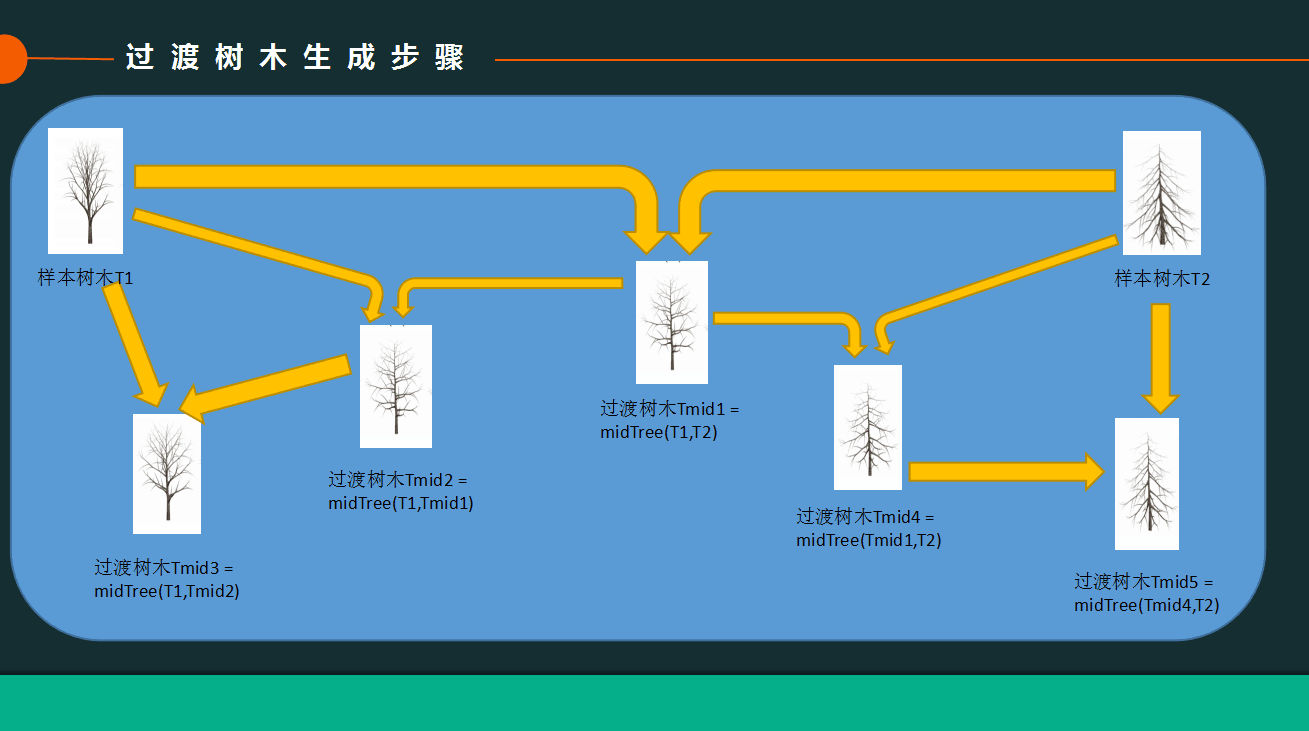 过渡树木生成步骤
样本树木T1
样本树木T2
过渡树木Tmid1 =
midTree(T1,T2)
过渡树木Tmid2 =
midTree(T1,Tmid1)
过渡树木Tmid4 =
midTree(Tmid1,T2)
过渡树木Tmid3 =
midTree(T1,Tmid2)
过渡树木Tmid5 =
midTree(Tmid4,T2)